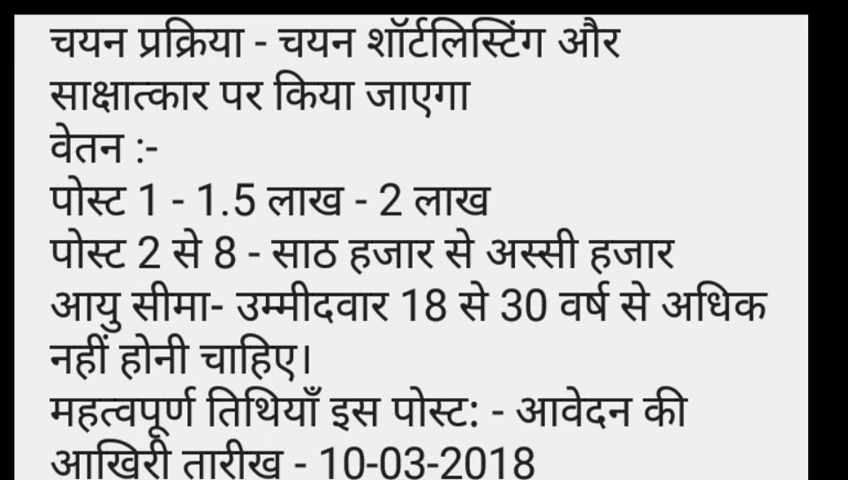 चयन प्रक्रिया - चयन शॉर्टलिस्टिंग और
साक्षात्कार पर किया जाएगा
वेतन :-
पोस्ट 1 - 1.5 लाख - 2 लाख
पोस्ट 2 से 8 - साठ हजार से अस्सी हजार
आयु सीमा- उम्मीदवार 18 से 30 वर्ष से अधिक
नहीं होनी चाहिए।
महत्वपूर्ण तिथियाँ इस पोस्ट: - आवेदन की
आखिरी तारीख - 10-03-2018